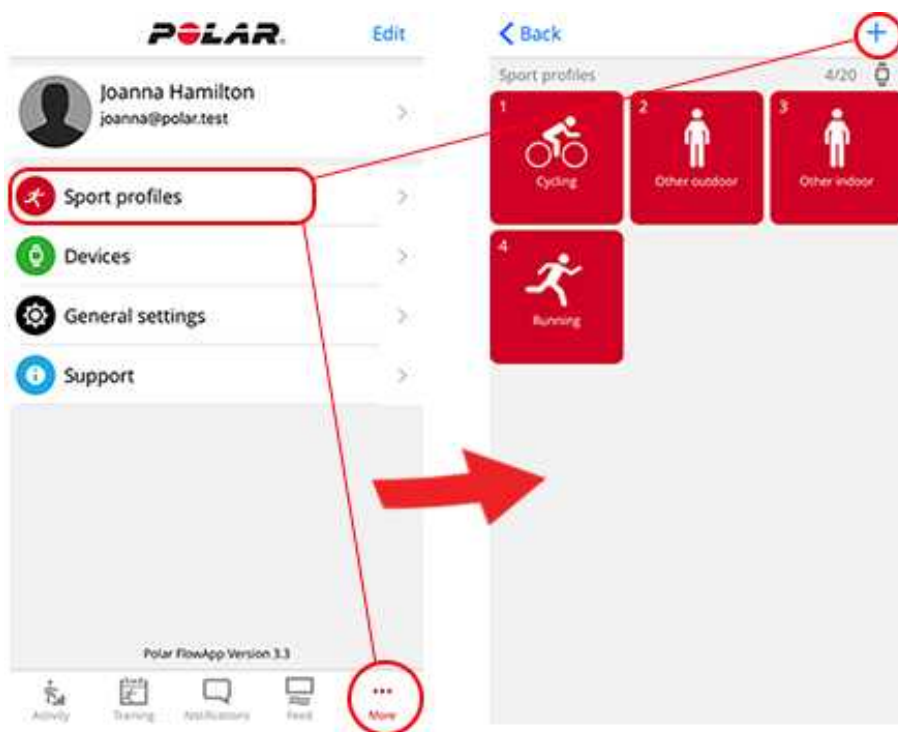 POLAR.
Edit
Joanna Hamilton
joanna@polar.test
Sport profiles
Devices
General settings
Support
Polar FlowApp Version 3.3
Activity
Training
Notifications
Feed
More
Back
Sport profiles
4/20
1
Cycling
2
Other outdoor
3
Other indoor
4
Running